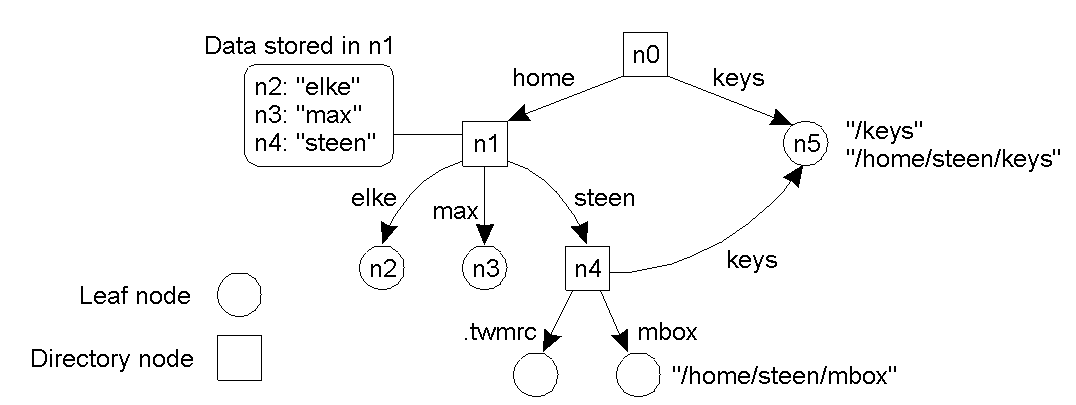 Data stored in n1
n2: "elke"
n3: "max"
n4: "steen"
n0
home
keys
n1
n5
"/keys"
"/home/steen/keys"
elke
max
steen
n2
n3
n4
keys
Leaf node
.twmrc
mbox
Directory node
"/home/steen/mbox"